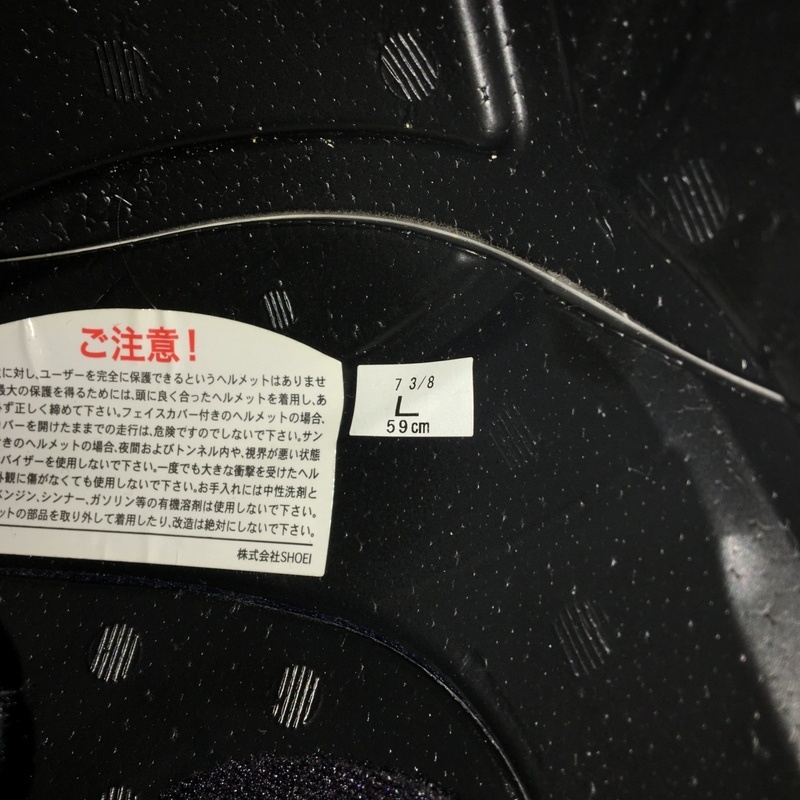 ご注意!
に対し、ユーザーを完全に保護できるというヘルメットはありませ
最大の保護を得るためには、頭に良く合ったヘルメットを着用し、あ
ず正しく締めて下さい。フェイスカバー付きのヘルメットの場合、
バーを開けたままでの走行は、危険ですのでしないで下さい。サン
きのヘルメットの場合、夜間およびトンネル内や、視界が悪い状態
バイザーを使用しないで下さい。一度でも大きな衝撃を受けたヘル
外観に傷がなくても使用しないで下さい。お手入れには中性洗剤と
ベンジン、シンナー、ガソリン等の有機溶剤は使用しないで下さい。
ットの部品を取り外して着用したり、改造は絶対にしないで下さい。
株式会社SHOEI
7 3/8
L
59cm